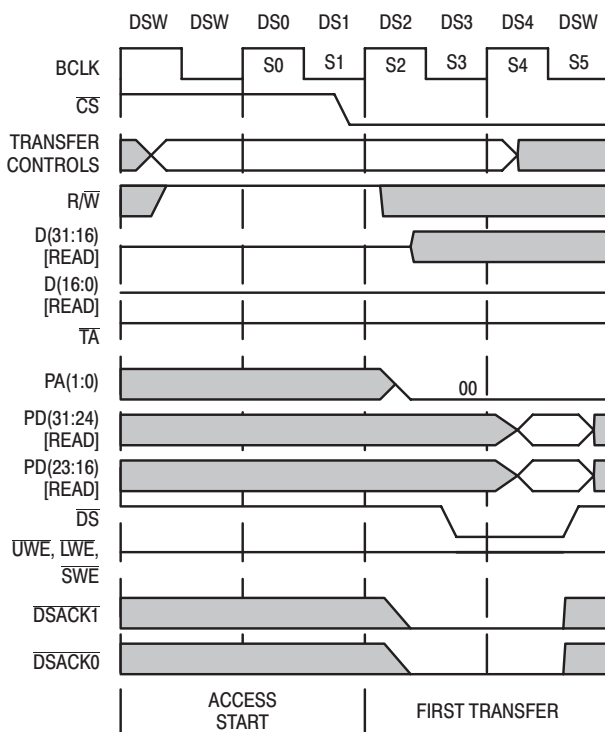 DSW DSW DS0 DS1 DS2 DS3 DS4 DSW
BCLK S0 S1 S2 S3 S4 S5
CS
TRANSFER
CONTROLS
R/W
D(31:16)
[READ]
D(16:0)
[READ]
TA
PA(1:0) 00
PD(31:24)
[READ]
PD(23:16)
[READ]
DS
UWE, LWE,
SWE
DSACK1
DSACK0
ACCESS
START
FIRST TRANSFER